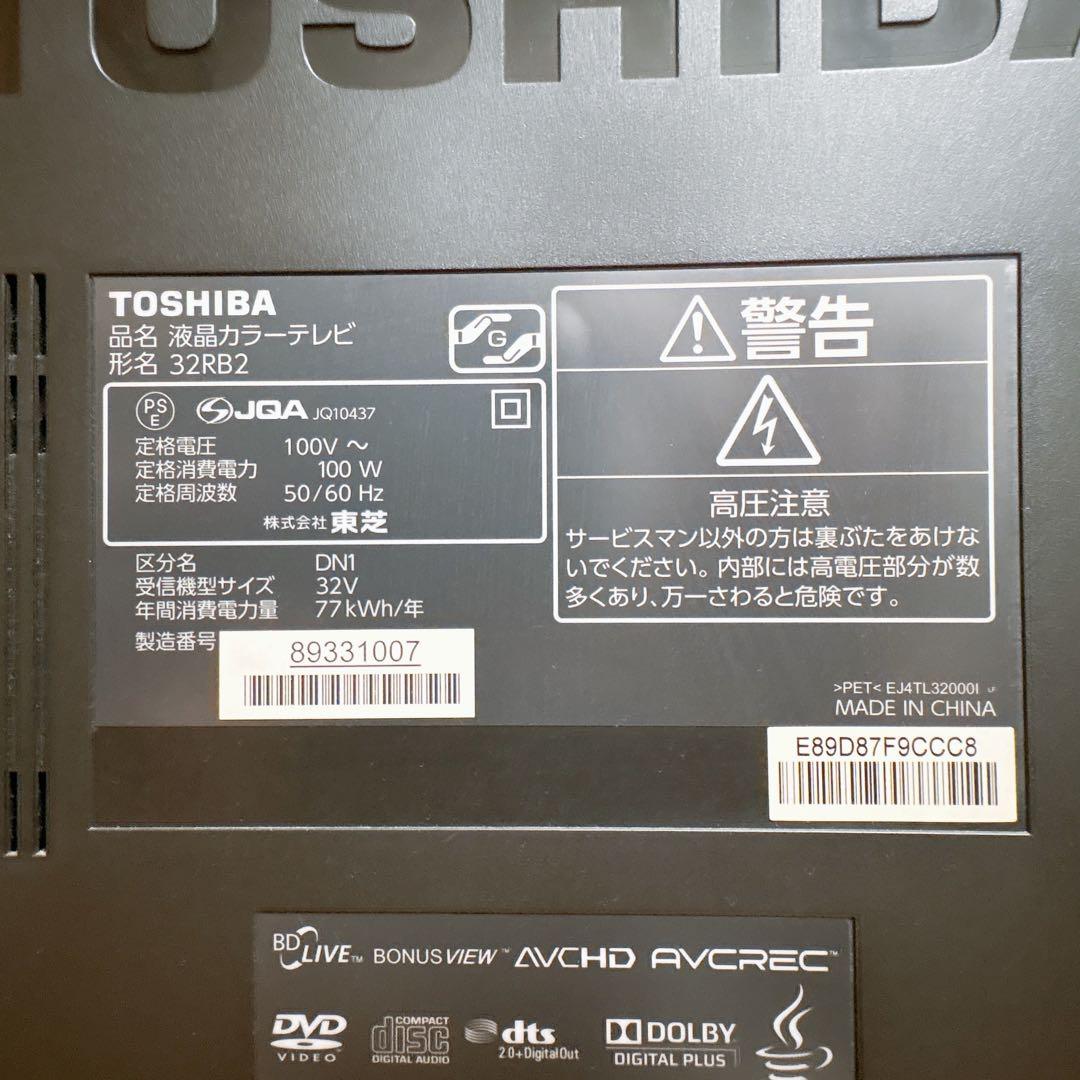 TOSHIBA
TOSHIBA
品名 液晶カラーテレビ
形名 32RB2
G
PS
E
JQA JQ10437
定格電圧 100V ～
定格消費電力 100 W
定格周波数 50/60 Hz
株式会社 東芝
区分名 DN1
受信機型サイズ 32V
年間消費電力量 77kWh/年
製造番号
89331007
警告
高圧注意
サービスマン以外の方は裏ぶたをあけな
いでください。内部には高電圧部分が数
多くあり、万一さわると危険です。
>PET< EJ4TL32000I LF
MADE IN CHINA
E89D87F9CCC8
BD LIVE™ BONUSVIEW™ AVCHD AVCREC™
DVD
VIDEO
COMPACT
disc
DIGITAL AUDIO
dts
2.0+DigitalOut
DOLBY
DIGITAL PLUS